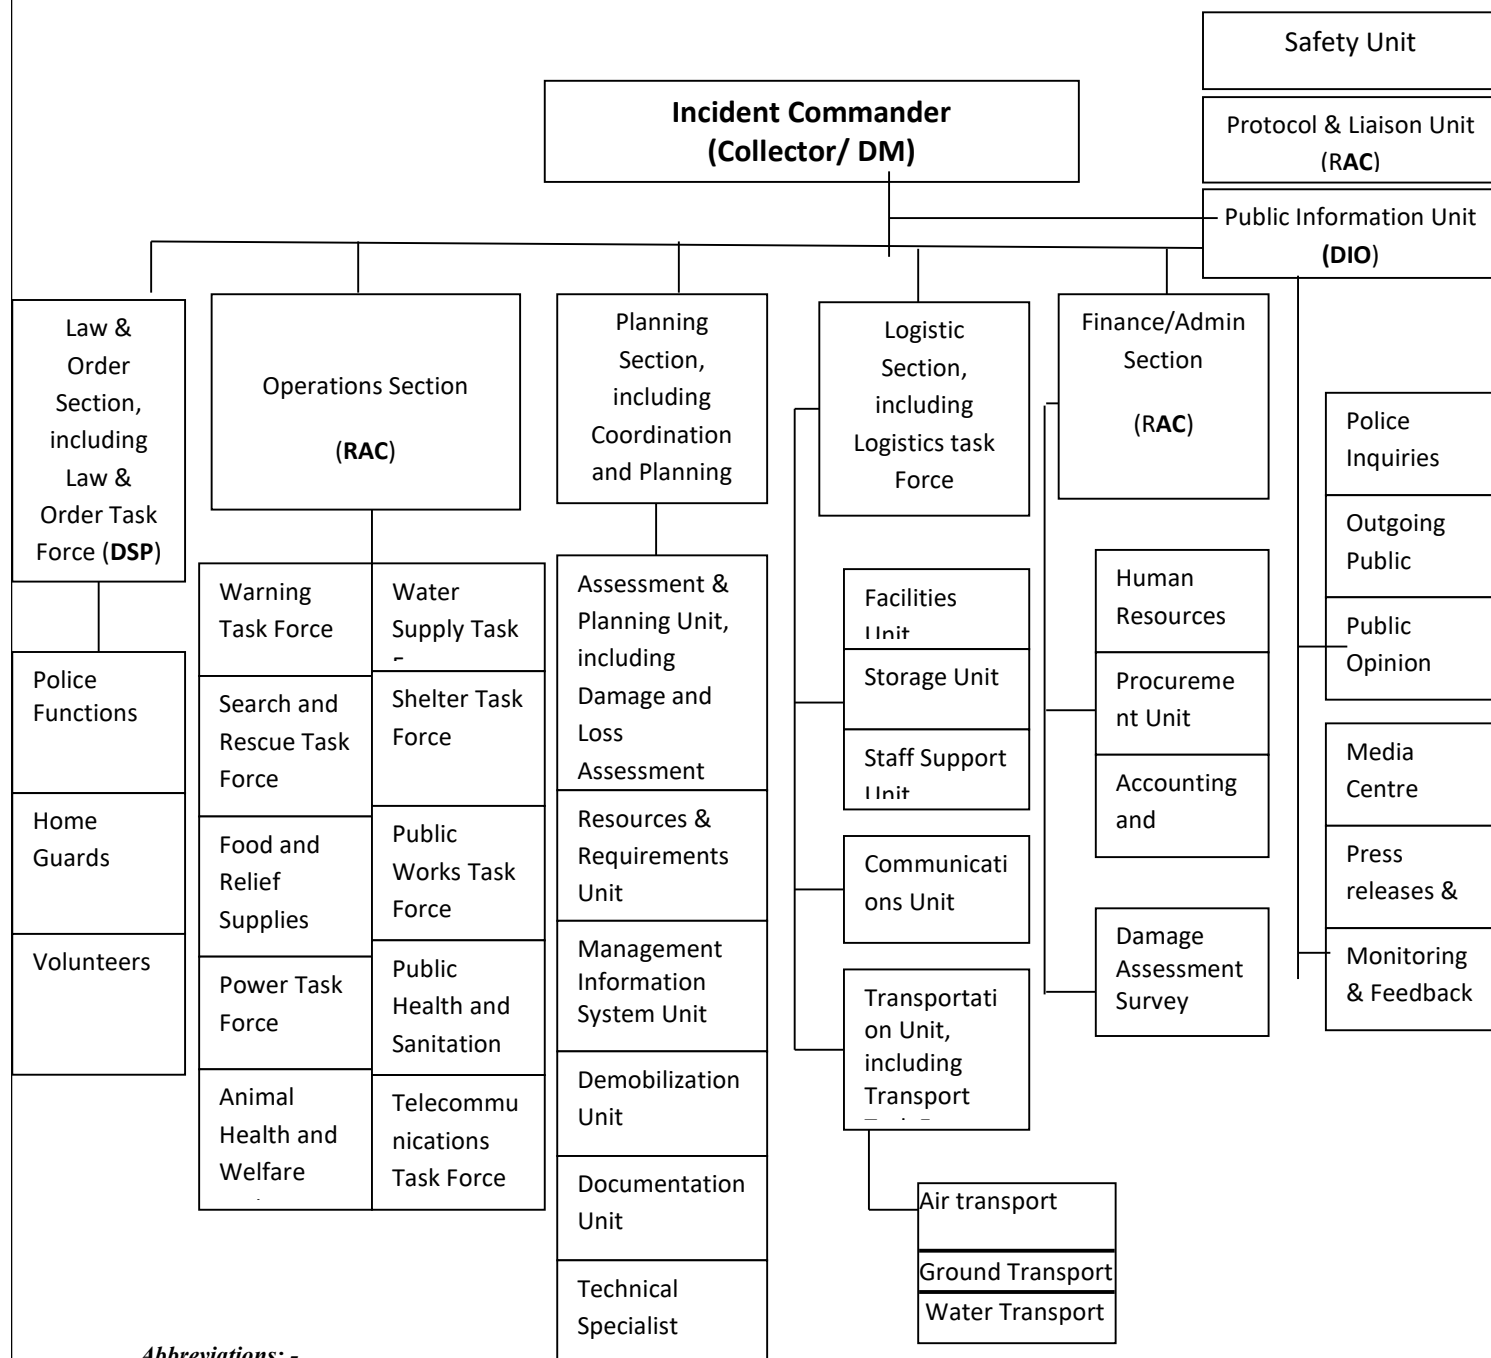 Safety Unit
Incident Commander
(Collector/ DM)
Protocol & Liaison Unit
(RAC)
Public Information Unit
(DIO)
Law &
Order
Section,
including
Law &
Order Task
Force (DSP)
Operations Section
(RAC)
Planning
Section,
including
Coordination
and Planning
Logistic
Section,
including
Logistics task
Force
Finance/Admin
Section
(RAC)
Police
Functions
Home
Guards
Volunteers
Warning
Task Force
Search and
Rescue Task
Force
Food and
Relief
Supplies
Power Task
Force
Animal
Health and
Welfare
Water
Supply Task
Shelter Task
Force
Public
Works Task
Force
Public
Health and
Sanitation
Telecommu
nications
Task Force
Assessment &
Planning Unit,
including
Damage and
Loss
Assessment
Resources &
Requirements
Unit
Management
Information
System Unit
Demobilization
Unit
Documentation
Unit
Technical
Specialist
Facilities
Unit
Storage Unit
Staff Support
Unit
Communicati
ons Unit
Transportati
on Unit,
including
Transport
Air transport
Ground Transport
Water Transport
Human
Resources
Procureme
nt Unit
Accounting
and
Damage
Assessment
Survey
Police
Inquiries
Outgoing
Public
Public
Opinion
Media
Centre
Press
releases &
Monitoring
& Feedback
Abbreviations: -